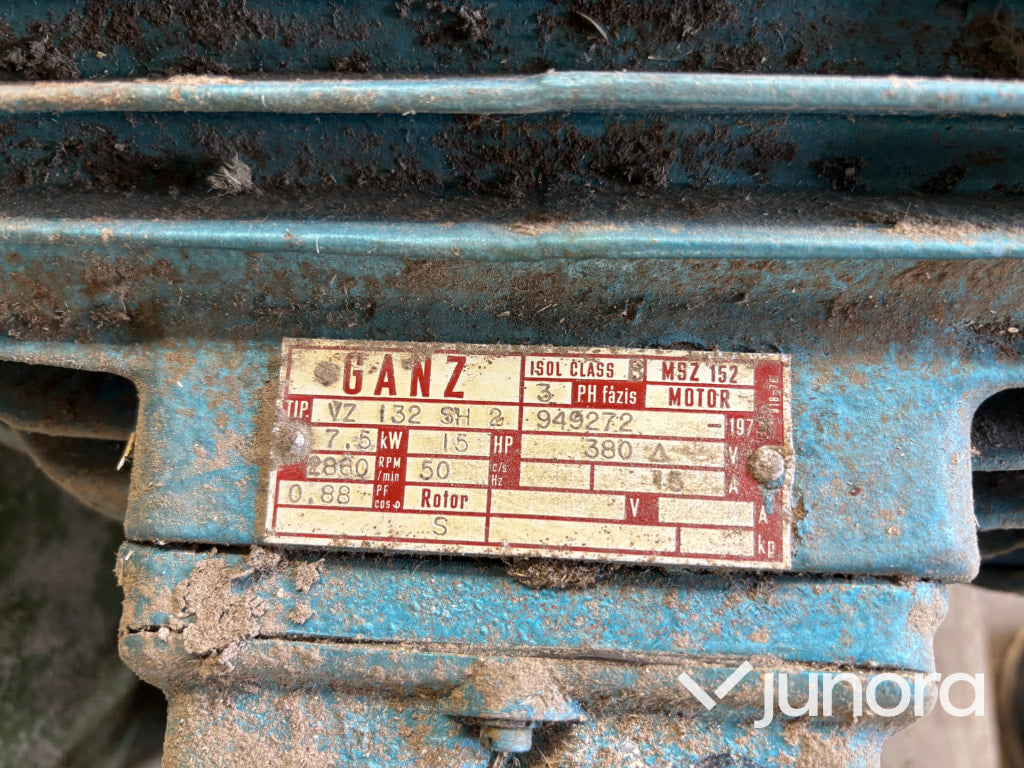 GANZ
ISOL CLASS B MSZ 152
3 PH fázis MOTOR
TIP. VZ 132 SH 2 949272 - 197
7.5 kW 15 HP 380 Δ V
2860 RPM /min 50 c/s Hz A
0.88 PF cos φ Rotor V A
S kp
junora